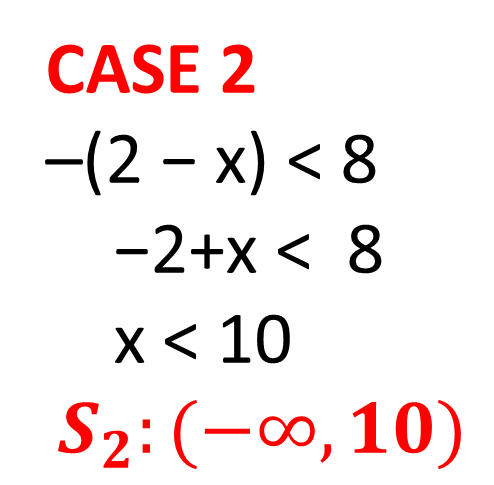 CASE 2
–(2 − x) < 8
−2+x < 8
x < 10
S₂: (−∞, 10)